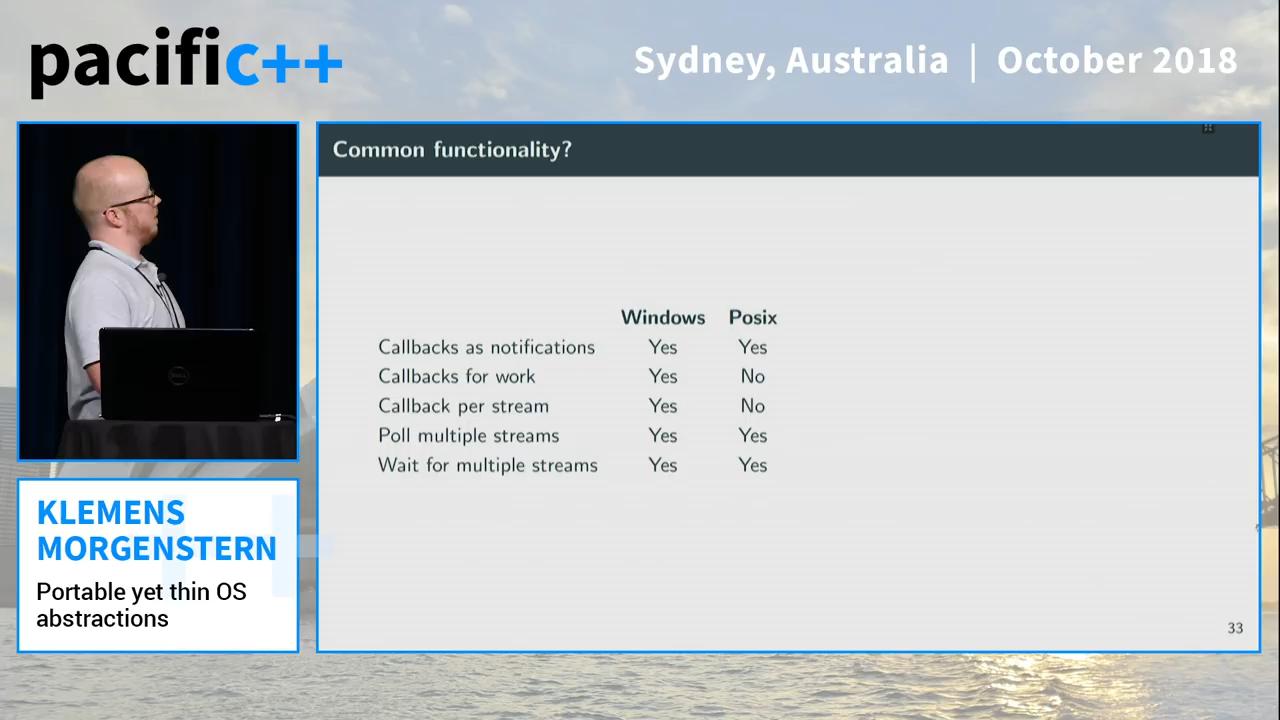 pacific++
Sydney, Australia | October 2018
Common functionality?
Windows Posix
Callbacks as notifications Yes Yes
Callbacks for work Yes No
Callback per stream Yes No
Poll multiple streams Yes Yes
Wait for multiple streams Yes Yes
33
DELL
KLEMENS
MORGENSTERN
Portable yet thin OS
abstractions